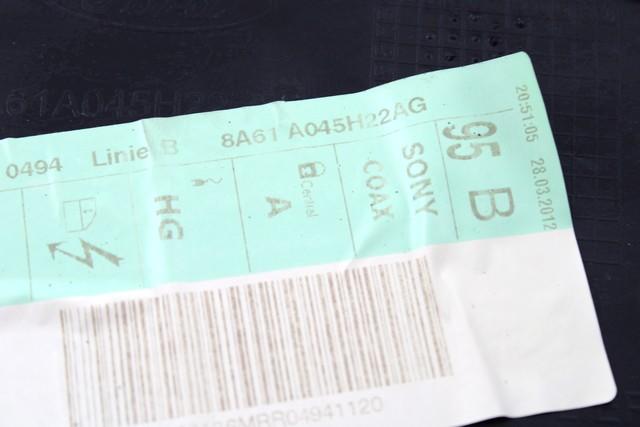 0494 Linie B 8A61 A045H22AG
HG
Central
A
COAX
SONY
95 B
20:51:05 28.03.2012